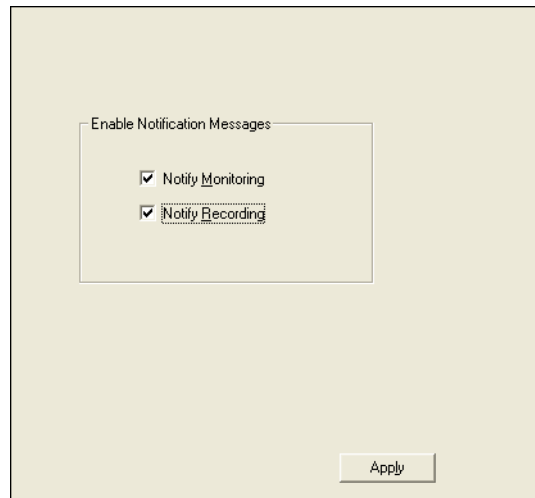 Enable Notification Messages
Notify Monitoring
Notify Recording
Apply